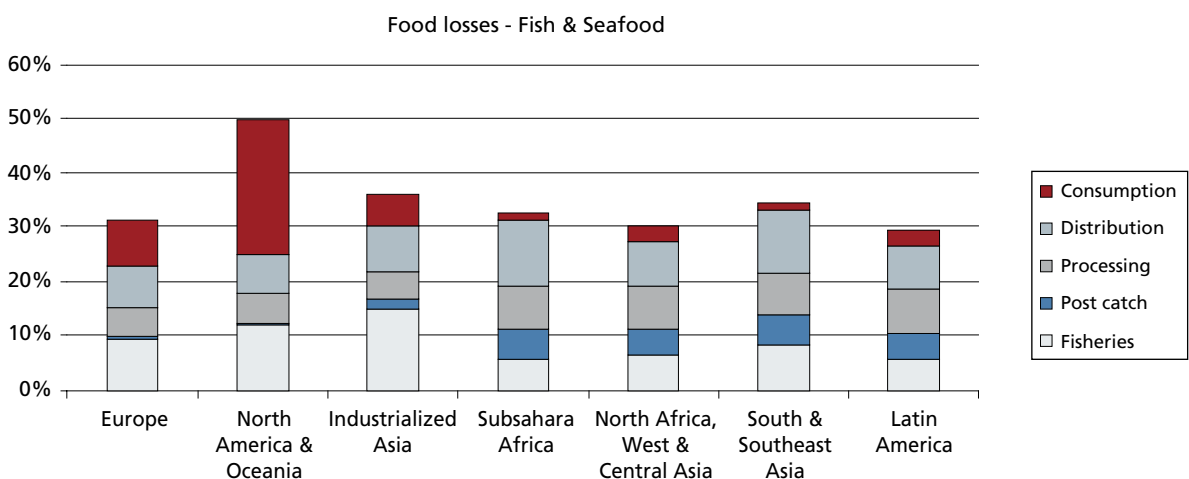 Food losses - Fish & Seafood
60%
50%
40%
30%
20%
10%
0%
Europe
North
America &
Oceania
Industrialized
Asia
Subsahara
Africa
North Africa,
West &
Central Asia
South &
Southeast
Asia
Latin
America
Consumption
Distribution
Processing
Post catch
Fisheries